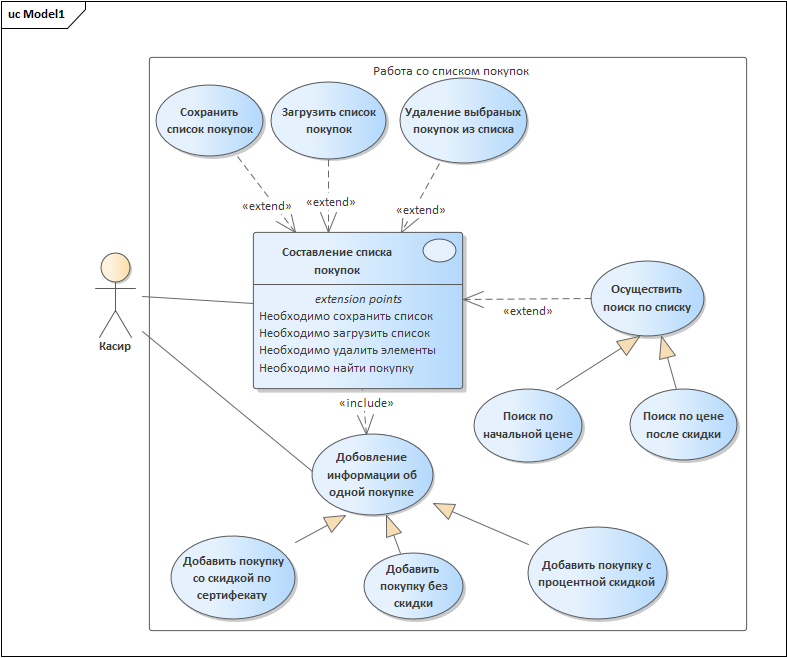 uc Model1
Работа со списком покупок
Сохранить
список покупок
Загрузить список
покупок
Удаление выбраных
покупок из списка
«extend»
«extend»
«extend»
Составление списка
покупок
extension points
Необходимо сохранить список
Необходимо загрузить список
Необходимо удалить элементы
Необходимо найти покупку
Касир
Осуществить
поиск по списку
«extend»
Поиск по
начальной цене
Поиск по цене
после скидки
«include»
Добовление
информации об
одной покупке
Добавить покупку
со скидкой по
сертифекату
Добавить
покупку без
скидки
Добавить покупку с
процентной скидкой